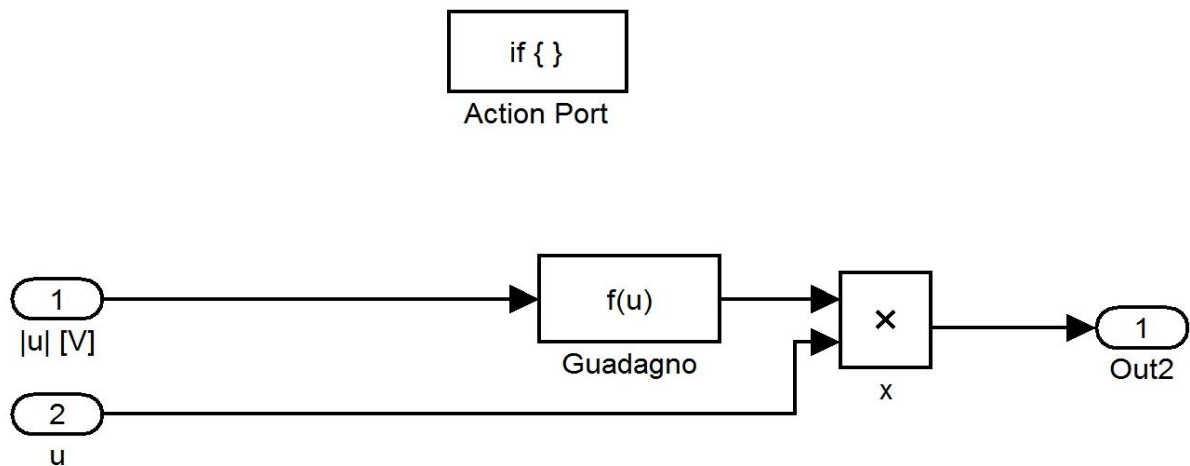 if { }
Action Port
1
|u| [V]
f(u)
Guadagno
×
x
1
Out2
2
u